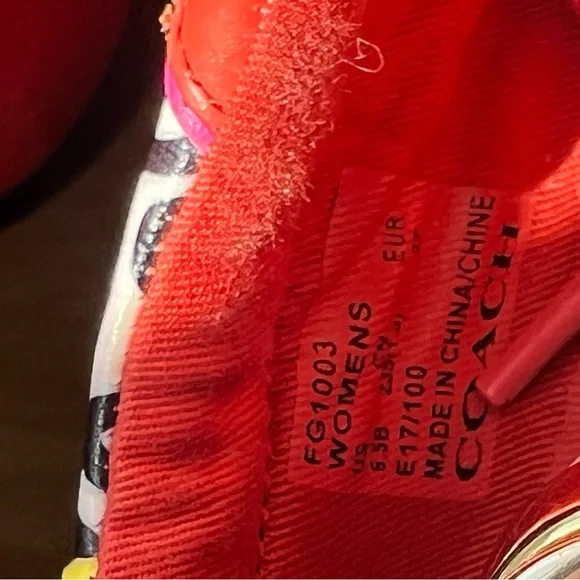 FG1003
WOMENS
US EUR
6.5B
E17/100
MADE IN CHINA/CHINE
COACH